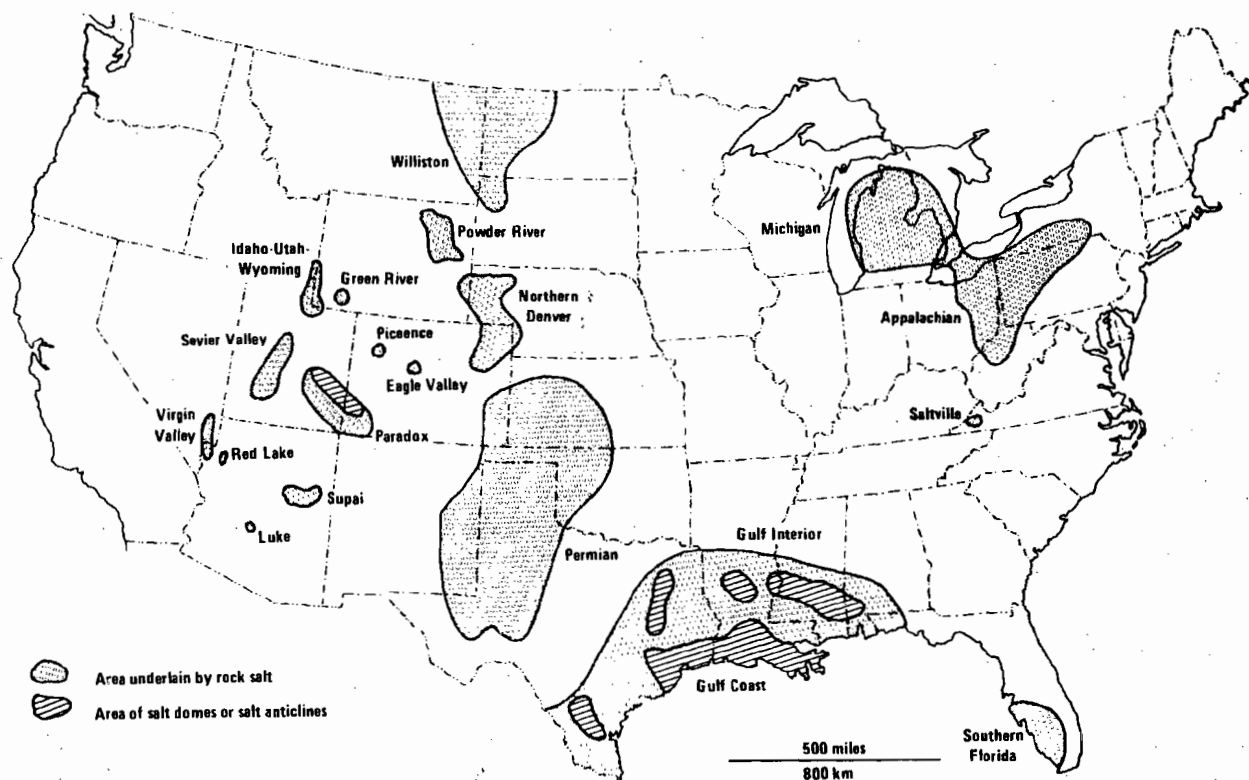 Williston
Powder River
Michigan
Idaho-Utah-
Wyoming
Green River
Northern
Denver
Appalachian
Sevier Valley
Piceence
Eagle Valley
Virgin
Valley
Paradox
Red Lake
Saltville
Supai
Luke
Permian
Gulf Interior
Gulf Coast
Area underlain by rock salt
Area of salt domes or salt anticlines
Southern
Florida
500 miles
800 km